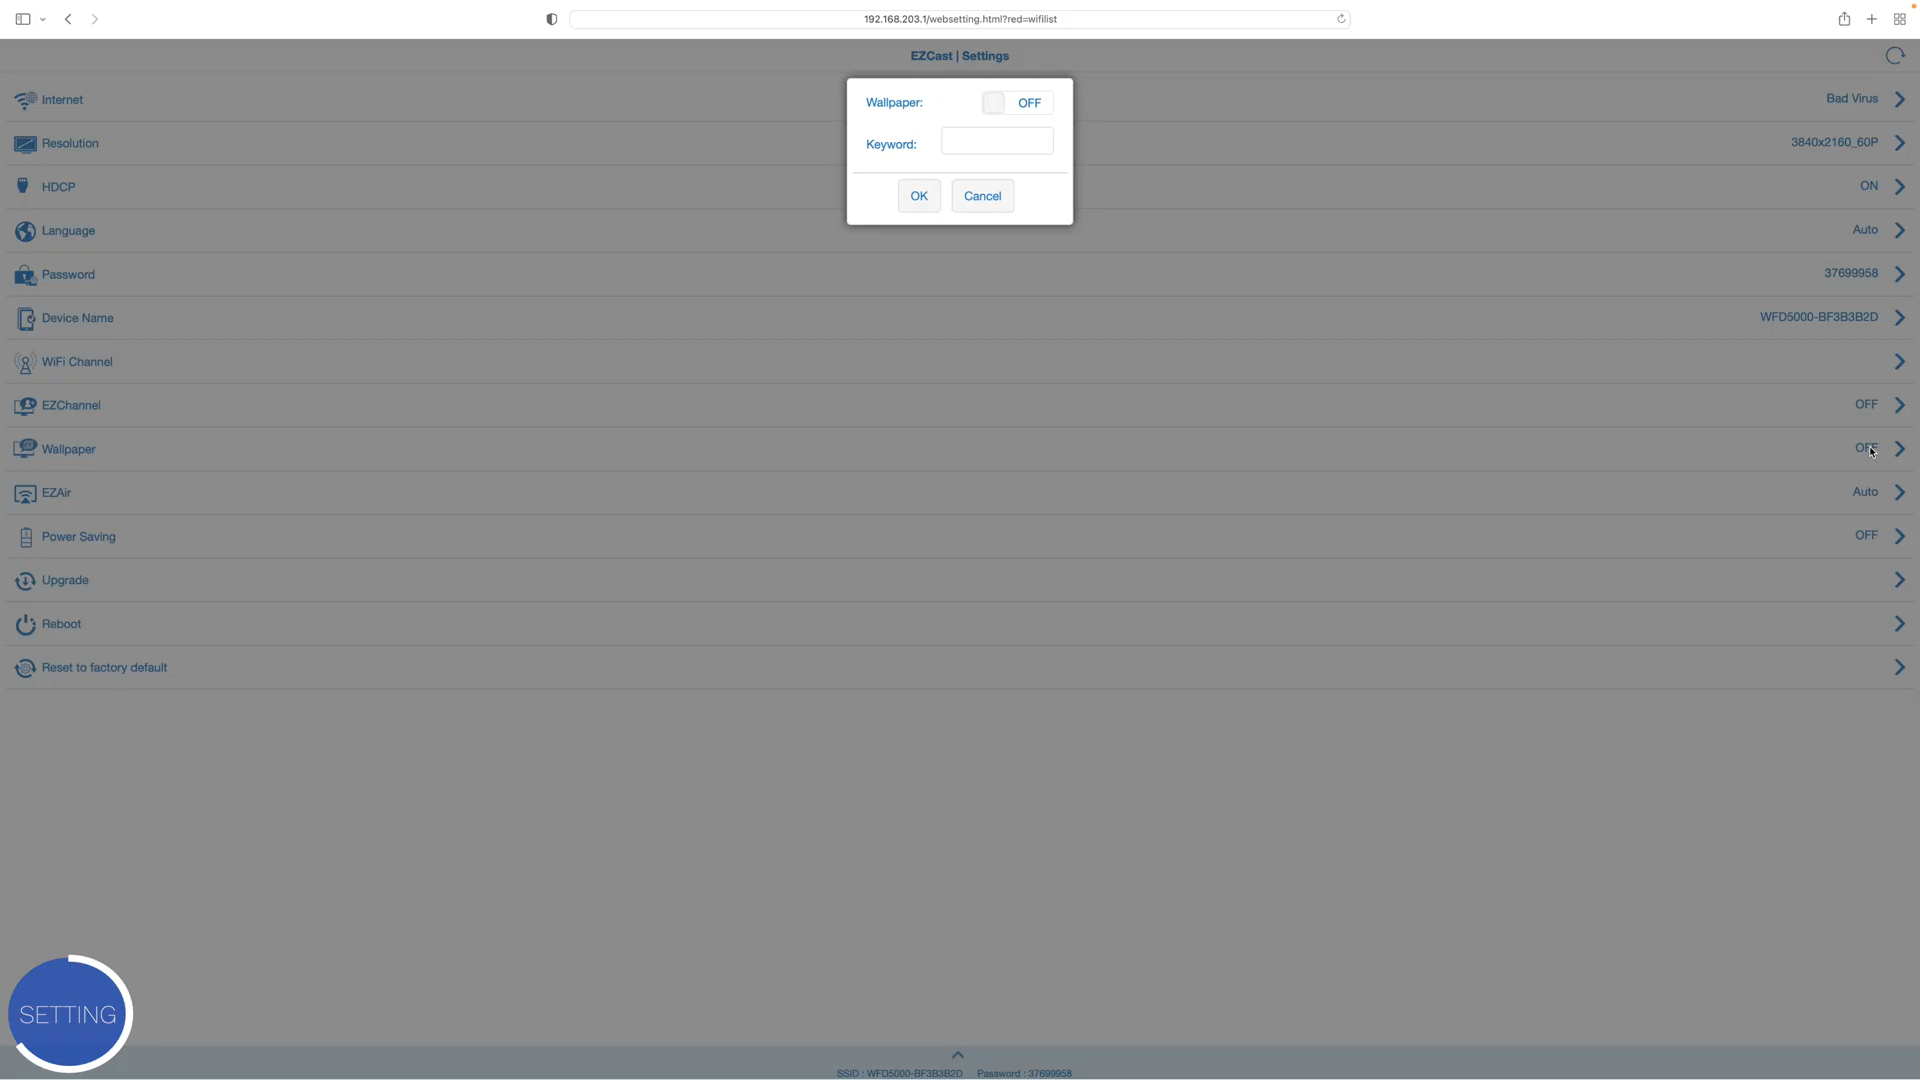 192.168.203.1/websetting.html?red=wifilist
EZCast | Settings
Wallpaper: OFF
Keyword:
OK Cancel
Internet Bad Virus
Resolution 3840x2160_60P
HDCP ON
Language Auto
Password 37699958
Device Name WFD5000-BF3B3B2D
WiFi Channel
EZChannel OFF
Wallpaper OFF
EZAir Auto
Power Saving OFF
Upgrade
Reboot
Reset to factory default
SETTING
SSID : WFD5000-BF3B3B2D Password : 37699958